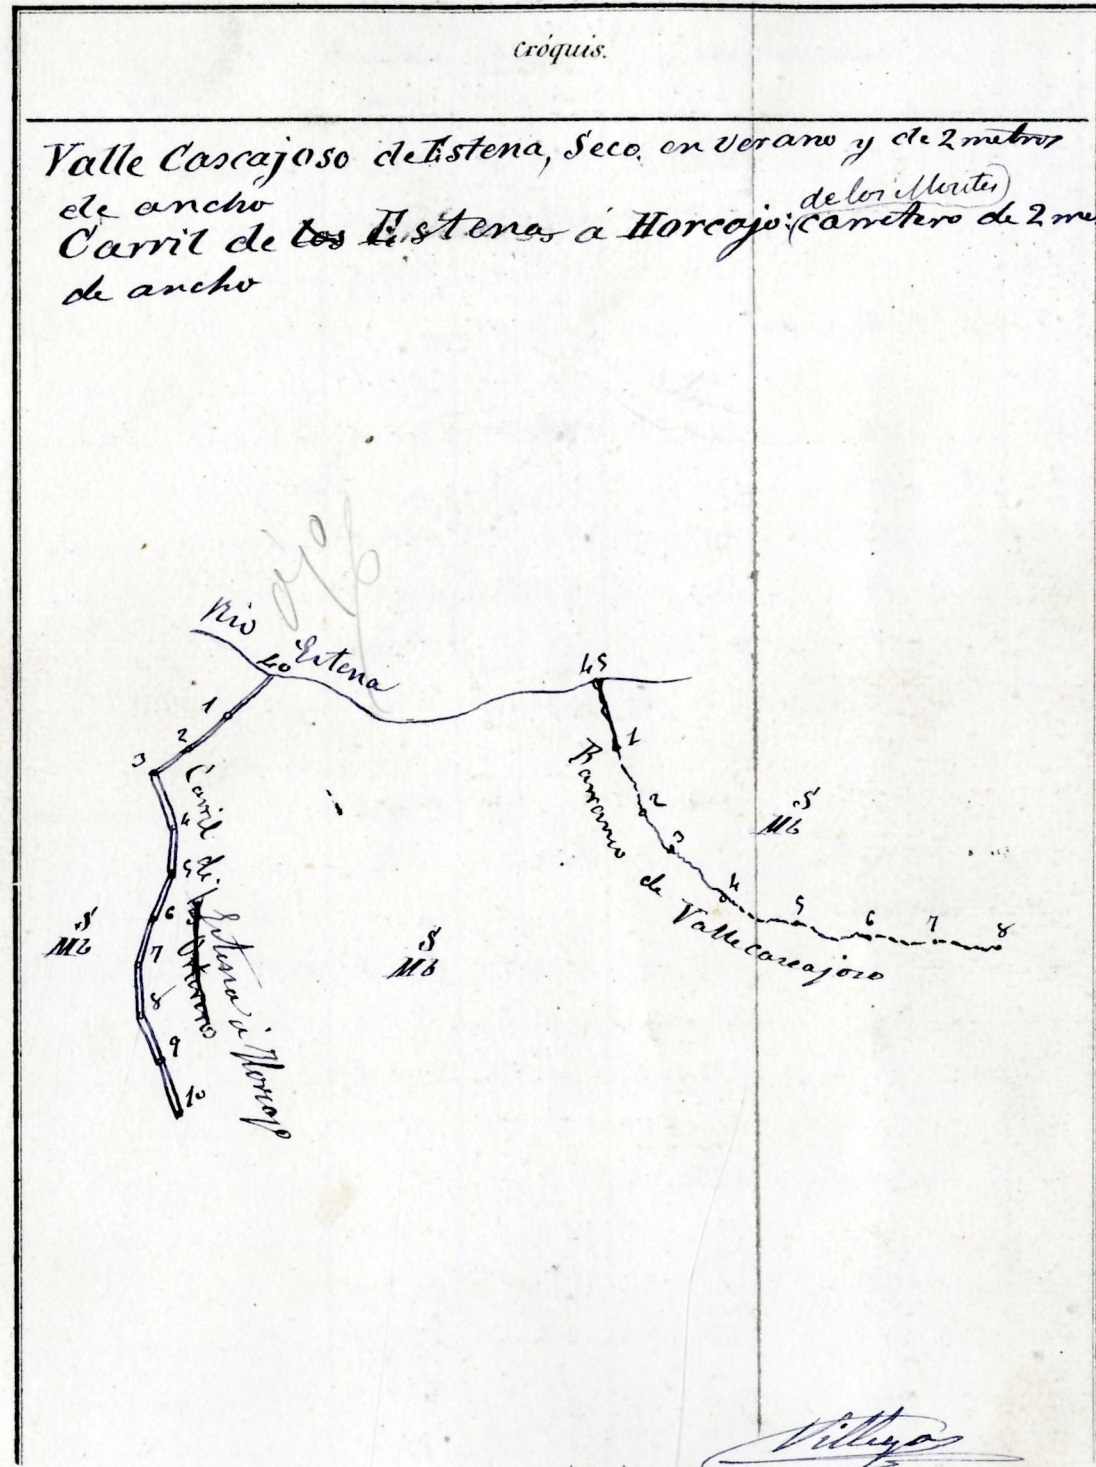 Cróquis.
Valle Cascajoso de Estena, Seco en verano y de 2 metros
de ancho
de los Montes
Carril de los Estenas á Horcajo: carretero de 2 me
de ancho
Ojo
Rio Estena
40
45
1
2
3
4
5
6
7
8
9
10
Carril de Estena á Horcajo
1
2
3
4
5
6
7
8
Barranco de Vallecascajoso
S
Mb
S
Mb
S
Mb
Villegas